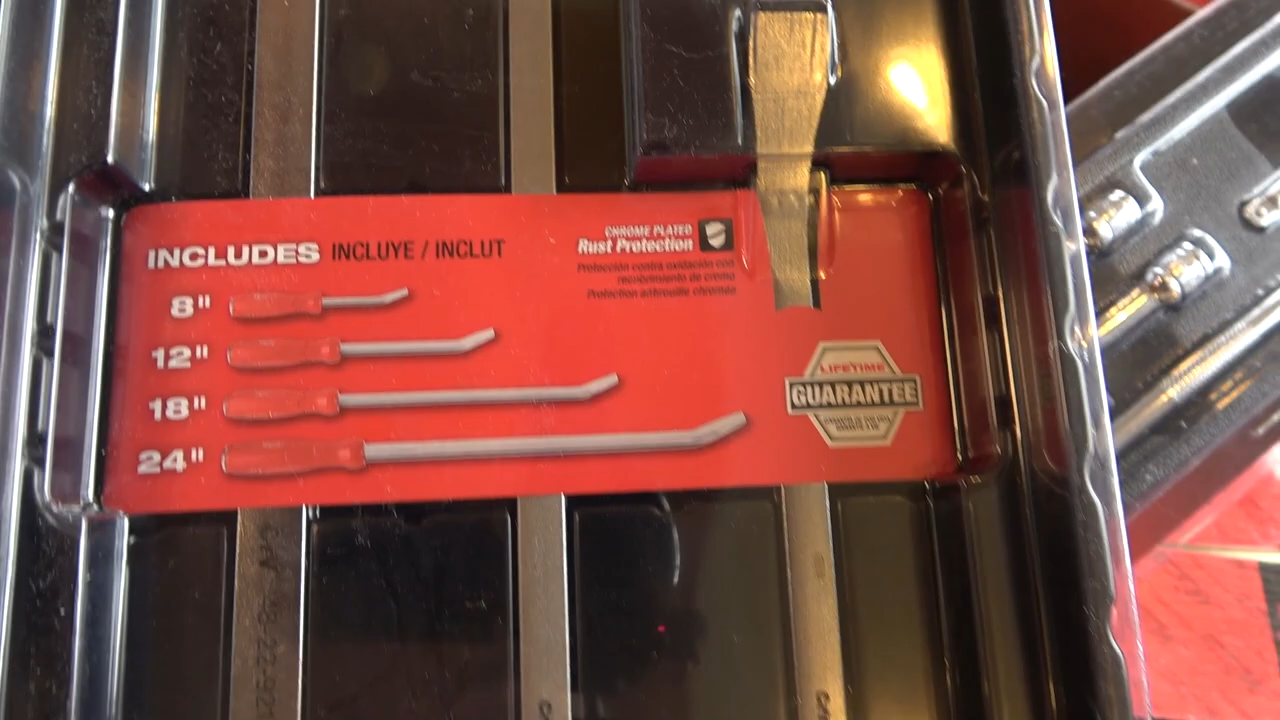 INCLUDES INCLUYE / INCLUT
CHROME PLATED
Rust Protection
Protección contra oxidación con
recubrimiento de cromo
Protection antirouille chromée
8"
12"
18"
24"
LIFETIME
GUARANTEE